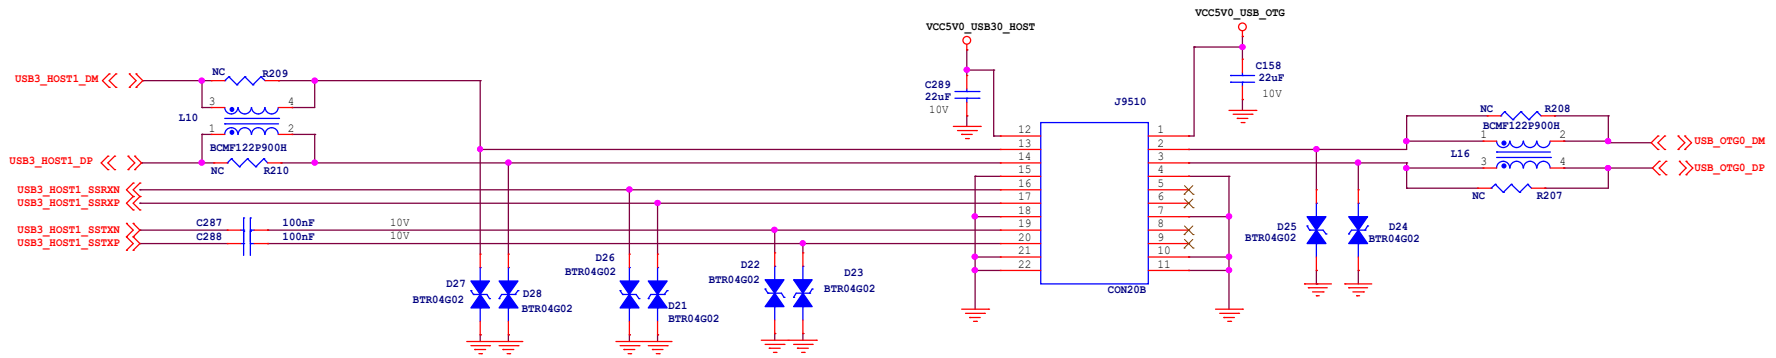 VCC5V0_USB30_HOST
VCC5V0_USB_OTG
USB3_HOST1_DM
NC
R209
3
4
L10
1
2
BCMF122P900H
USB3_HOST1_DP
NC
R210
USB3_HOST1_SSRXN
USB3_HOST1_SSRXP
USB3_HOST1_SSTXN
C287
100nF
10V
USB3_HOST1_SSTXP
C288
100nF
10V
C289
22uF
10V
C158
22uF
10V
J9510
12
13
14
15
16
17
18
19
20
21
22
1
2
3
4
5
6
7
8
9
10
11
CON20B
NC
R208
BCMF122P900H
1
2
L16
3
4
NC
R207
USB_OTG0_DM
USB_OTG0_DP
D25
BTR04G02
D24
BTR04G02
D27
BTR04G02
D28
BTR04G02
D26
BTR04G02
D21
BTR04G02
D22
BTR04G02
D23
BTR04G02